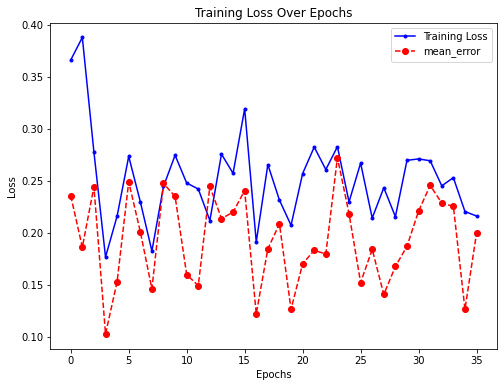 Training Loss Over Epochs
Training Loss
mean_error
0.40
0.35
0.30
0.25
0.20
0.15
0.10
Loss
0 5 10 15 20 25 30 35
Epochs